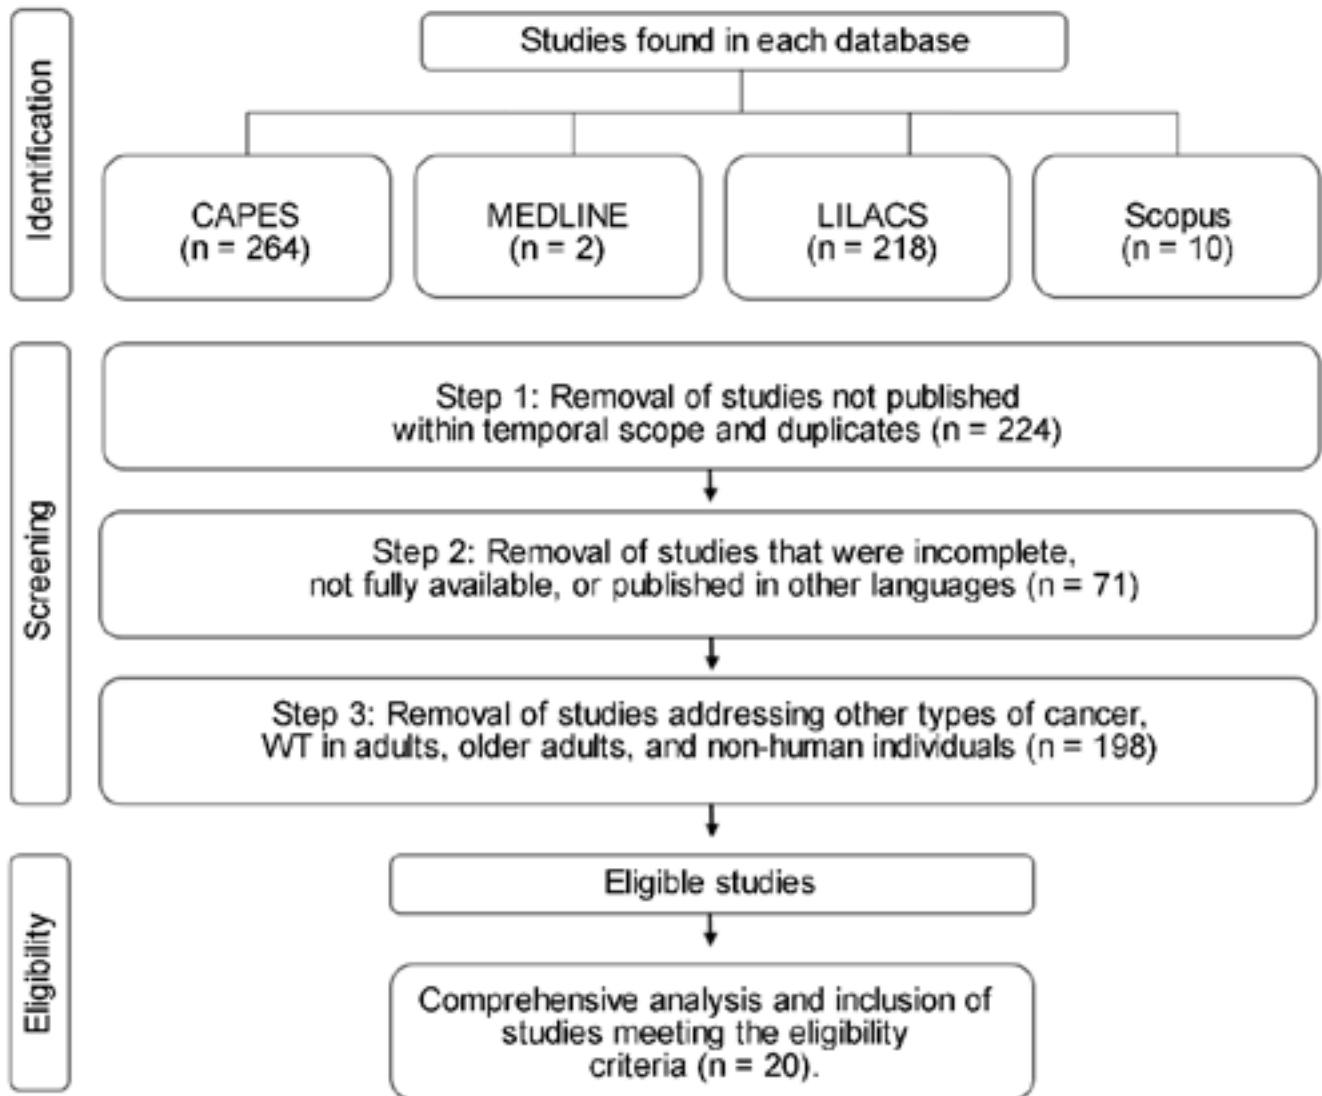 Identification
Studies found in each database
CAPES
(n = 264)
MEDLINE
(n = 2)
LILACS
(n = 218)
Scopus
(n = 10)
Screening
Step 1: Removal of studies not published
within temporal scope and duplicates (n = 224)
Step 2: Removal of studies that were incomplete,
not fully available, or published in other languages (n = 71)
Step 3: Removal of studies addressing other types of cancer,
WT in adults, older adults, and non-human individuals (n = 198)
Eligibility
Eligible studies
Comprehensive analysis and inclusion of
studies meeting the eligibility
criteria (n = 20).